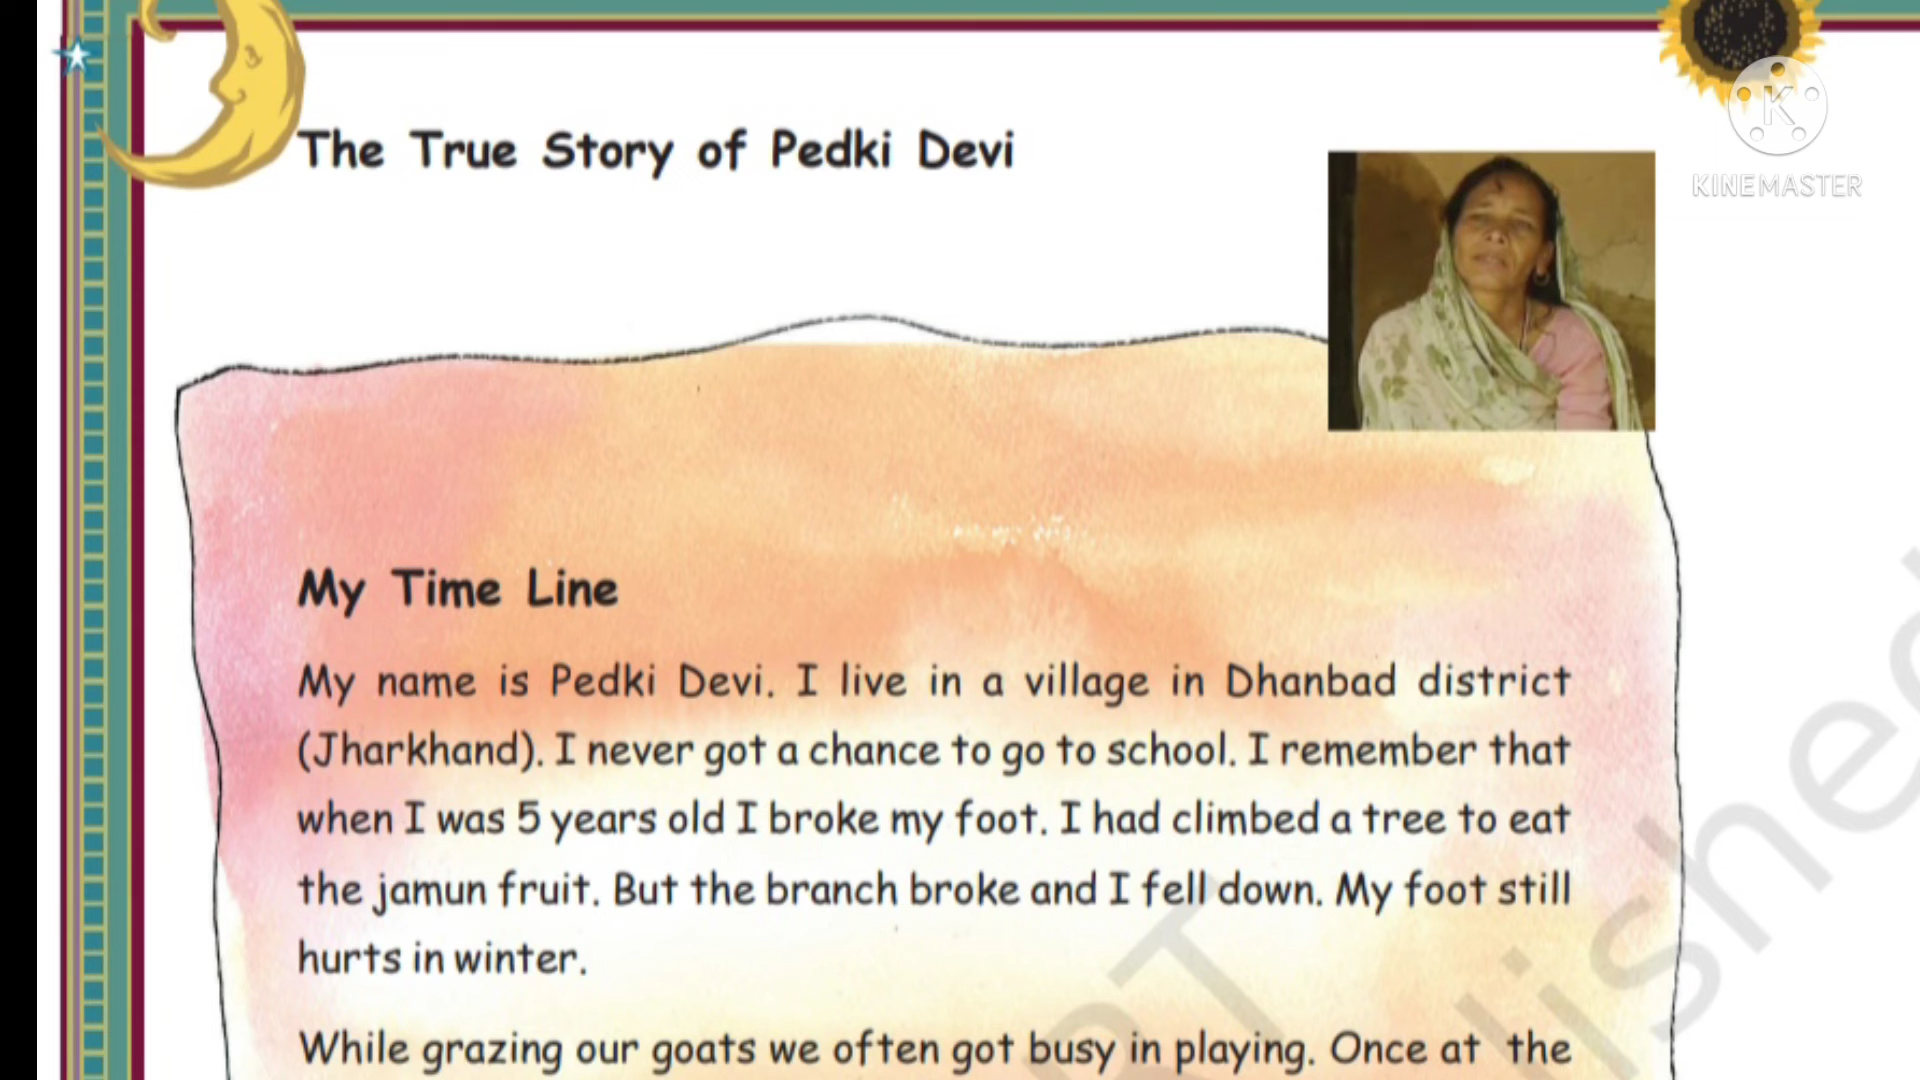 The True Story of Pedki Devi
KINEMASTER
My Time Line
My name is Pedki Devi. I live in a village in Dhanbad district
(Jharkhand). I never got a chance to go to school. I remember that
when I was 5 years old I broke my foot. I had climbed a tree to eat
the jamun fruit. But the branch broke and I fell down. My foot still
hurts in winter.
While grazing our goats we often got busy in playing. Once at the